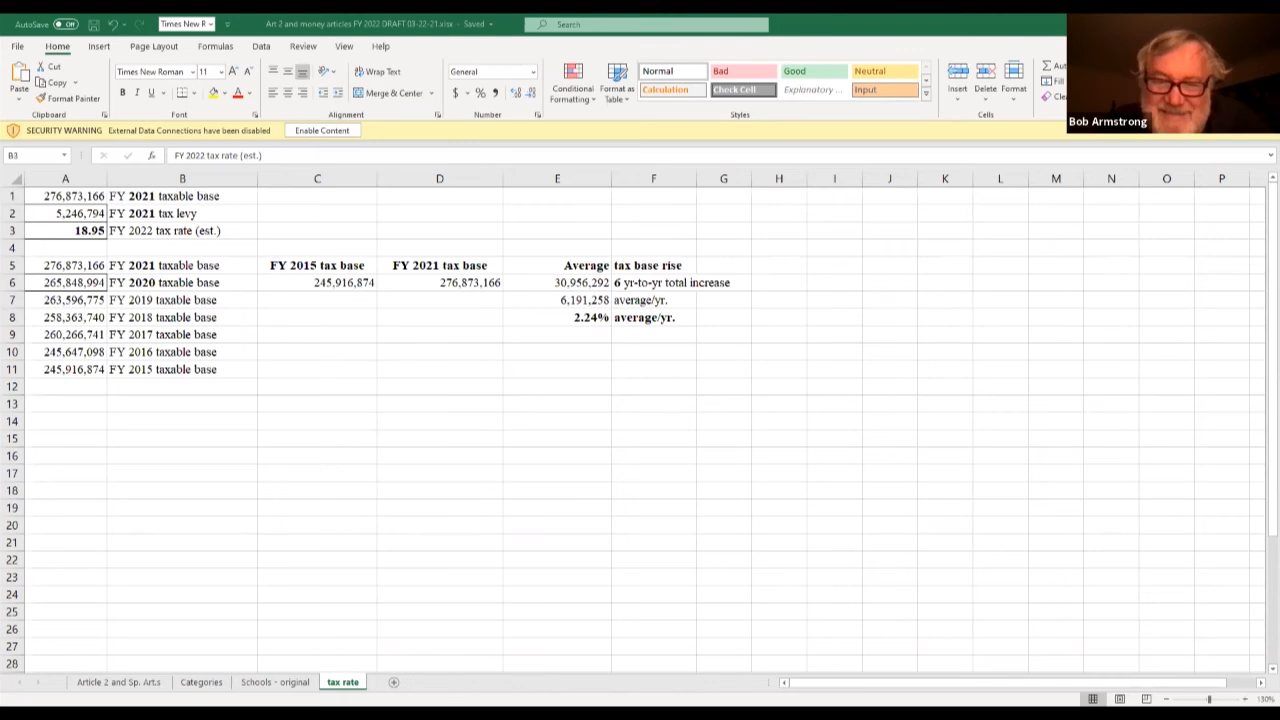 AutoSave Off Times New R Art 2 and money articles FY 2022 DRAFT 03-22-21.xlsx - Saved Search
File Home Insert Page Layout Formulas Data Review View Help
Paste Cut Copy Format Painter
Times New Roman 11
B I U
Wrap Text
Merge & Center
General
$ %
Conditional Formatting
Format as Table
Normal Bad Good Neutral
Calculation Check Cell Explanatory ... Input
Insert Delete Format
Fill
Clipboard Font Alignment Number Styles Cells
Bob Armstrong
SECURITY WARNING External Data Connections have been disabled Enable Content
B3 fx FY 2022 tax rate (est.)
A B C D E F G H I J K L M N O P
1 276,873,166 FY 2021 taxable base
2 5,246,794 FY 2021 tax levy
3 18.95 FY 2022 tax rate (est.)
4
5 276,873,166 FY 2021 taxable base FY 2015 tax base FY 2021 tax base Average tax base rise
6 265,848,994 FY 2020 taxable base 245,916,874 276,873,166 30,956,292 6 yr-to-yr total increase
7 263,596,775 FY 2019 taxable base 6,191,258 average/yr.
8 258,363,740 FY 2018 taxable base 2.24% average/yr.
9 260,266,741 FY 2017 taxable base
10 245,647,098 FY 2016 taxable base
11 245,916,874 FY 2015 taxable base
12
13
14
15
16
17
18
19
20
21
22
23
24
25
26
27
28
Article 2 and Sp. Art.s Categories Schools - original tax rate
130%